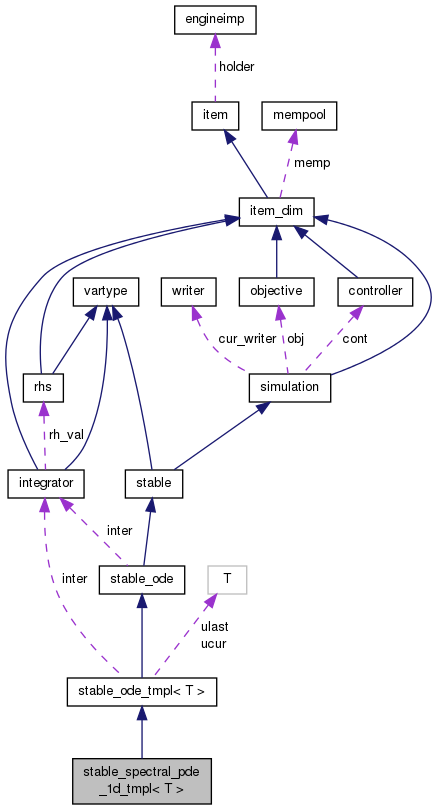 engineimp
holder
item
mempool
memp
item_dim
vartype
writer
objective
controller
cur_writer
obj
cont
rhs
simulation
rh_val
integrator
stable
inter
stable_ode
inter
T
ulast
ucur
stable_ode_tmpl< T >
stable_spectral_pde
_1d_tmpl< T >